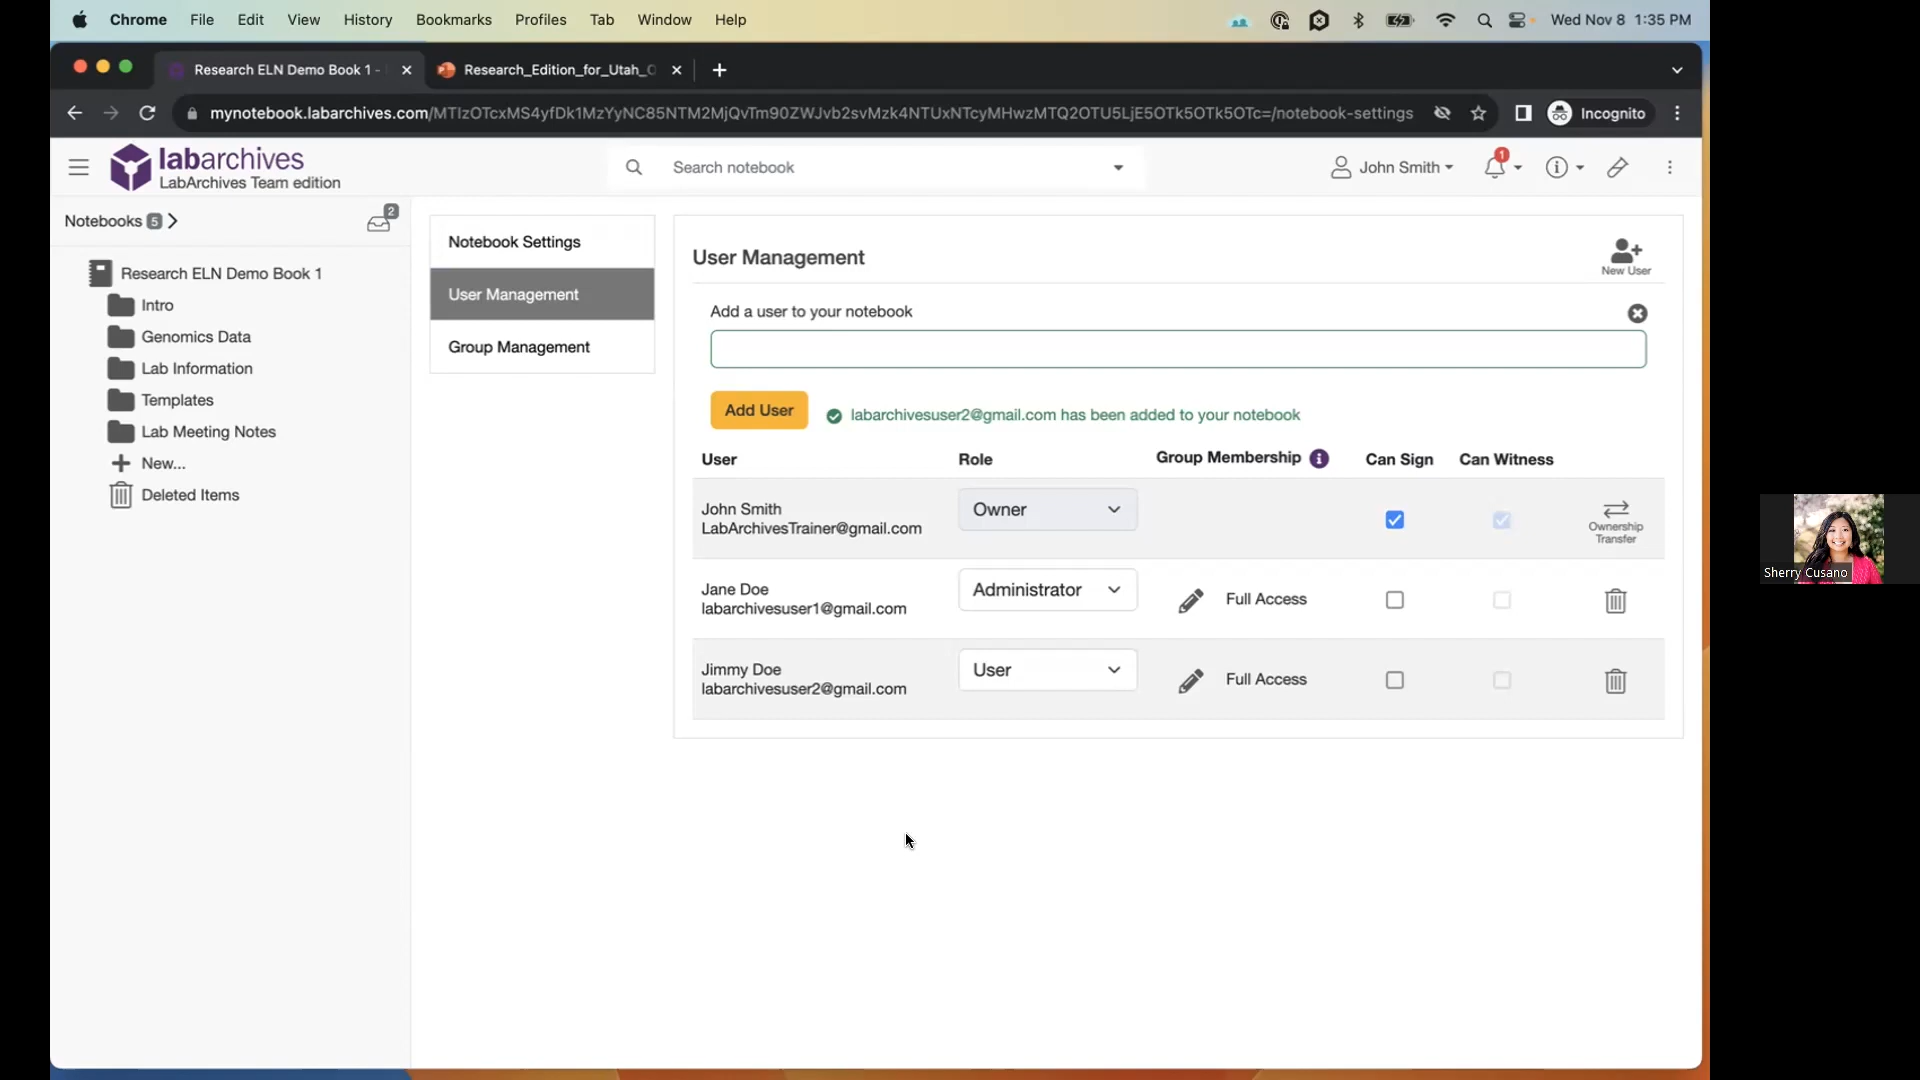 Chrome File Edit View History Bookmarks Profiles Tab Window Help Wed Nov 8 1:35 PM
Research ELN Demo Book 1 - Research_Edition_for_Utah_
mynotebook.labarchives.com/MTIzOTcxMS4yfDk1MzYyNC85NTM2MjQvTm90ZWJvb2svMzk4NTUxNTcyMHwzMTQ2OTU5LjE5OTk5OTk5OTc=/notebook-settings Incognito
labarchives
LabArchives Team edition
Search notebook
John Smith
1
Notebooks 5
2
Research ELN Demo Book 1
Intro
Genomics Data
Lab Information
Templates
Lab Meeting Notes
New...
Deleted Items
Notebook Settings
User Management
Group Management
User Management
New User
Add a user to your notebook
Add User labarchivesuser2@gmail.com has been added to your notebook
User Role Group Membership Can Sign Can Witness
John Smith
LabArchivesTrainer@gmail.com
Owner
Ownership
Transfer
Jane Doe
labarchivesuser1@gmail.com
Administrator
Full Access
Jimmy Doe
labarchivesuser2@gmail.com
User
Full Access
Sherry Cusano